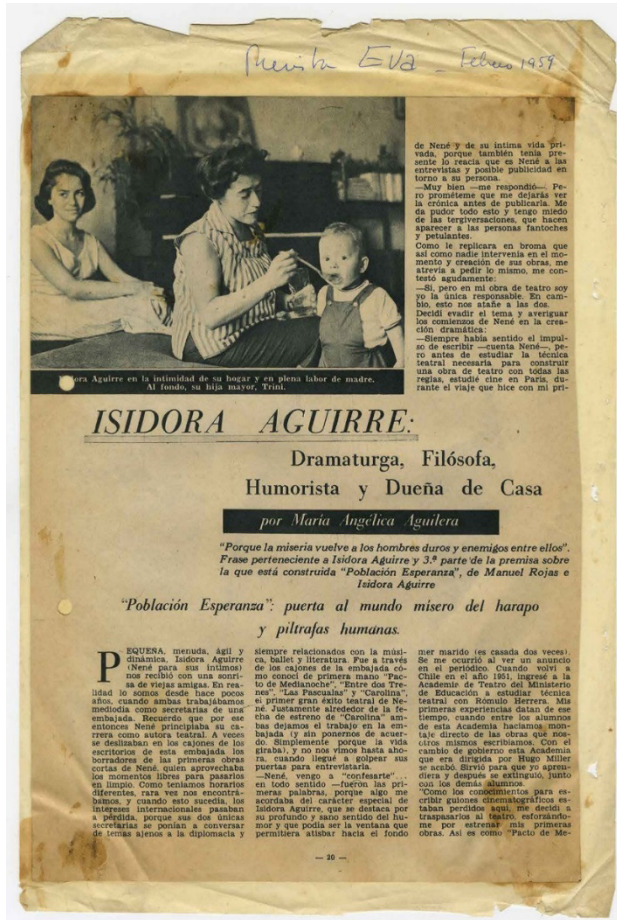 Revista Eva - Febrero 1959
Isidora Aguirre en la intimidad de su hogar y en plena labor de madre.
Al fondo, su hija mayor, Trini.
ISIDORA AGUIRRE:
Dramaturga, Filósofa,
Humorista y Dueña de Casa
por María Angélica Aguilera
"Porque la miseria vuelve a los hombres duros y enemigos entre ellos".
Frase perteneciente a Isidora Aguirre y 3.ª parte de la premisa sobre
la que está construida "Población Esperanza", de Manuel Rojas e
Isidora Aguirre
"Población Esperanza": puerta al mundo mísero del harapo
y piltrafas humanas.
PEQUEÑA, menuda, ágil y
dinámica, Isidora Aguirre
(Nené para sus íntimos)
nos recibió con una sonri-
sa de viejas amigas. En rea-
lidad lo somos desde hace pocos
años, cuando ambas trabajábamos
mediodía como secretarias de una
embajada. Recuerdo que por ese
entonces Nené principiaba su ca-
rrera como autora teatral. A veces
se deslizaban en los cajones de los
escritorios de esta embajada los
borradores de las primeras obras
cortas de Nené, quien aprovechaba
los momentos libres para pasarlos
en limpio. Como teníamos horarios
diferentes, rara vez nos encontrá-
bamos, y cuando esto sucedía, los
intereses internacionales pasaban
a pérdida, porque sus dos únicas
secretarias se ponían a conversar
de temas ajenos a la diplomacia y
siempre relacionados con la músi-
ca, ballet y literatura. Fue a través
de los cajones de la embajada có-
mo conocí de primera mano "Pac-
to de Medianoche", "Entre dos Tre-
nes", "Las Pascualas" y "Carolina",
el primer gran éxito teatral de Ne-
né. Justamente alrededor de la fe-
cha de estreno de "Carolina" am-
bas dejamos el trabajo en la em-
bajada (y sin ponernos de acuer-
do. Simplemente porque la vida
giraba), y no nos vimos hasta aho-
ra, cuando llegué a golpear sus
puertas para entrevistarla.
—Nené, vengo a "confesarte"...
en todo sentido —fueron las pri-
meras palabras, porque algo me
acordaba del carácter especial de
Isidora Aguirre, que se destaca por
su profundo y sano sentido del hu-
mor y que podía ser la ventana que
permitiera atisbar hacia el fondo
de Nené y de su íntima vida pri-
vada, porque también tenía pre-
sente lo reacia que es Nené a las
entrevistas y posible publicidad en
torno a su persona.
—Muy bien —me respondió—. Pe-
ro prométeme que me dejarás ver
la crónica antes de publicarla. Me
da pudor todo esto y tengo miedo
de las tergiversaciones, que hacen
aparecer a las personas fantoches
y petulantes.
Como le replicara en broma que
así como nadie intervenía en el mo-
mento y creación de sus obras, me
atrevía a pedir lo mismo, me con-
testó agudamente:
—Sí, pero en mi obra de teatro soy
yo la única responsable. En cam-
bio, esto nos atañe a las dos.
Decidí evadir el tema y averiguar
los comienzos de Nené en la crea-
ción dramática:
—Siempre había sentido el impul-
so de escribir —cuenta Nené—, pe-
ro antes de estudiar la técnica
teatral necesaria para construir
una obra de teatro con todas las
reglas, estudié cine en París, du-
rante el viaje que hice con mi pri-
mer marido (es casada dos veces).
Se me ocurrió al ver un anuncio
en el periódico. Cuando volví a
Chile en el año 1951, ingresé a la
Academia de Teatro del Ministerio
de Educación a estudiar técnica
teatral con Rómulo Herrera. Mis
primeras experiencias datan de ese
tiempo, cuando entre los alumnos
de esta Academia hacíamos mon-
taje directo de las obras que nos-
otros mismos escribíamos. Con el
cambio de gobierno esta Academia
que era dirigida por Hugo Miller
se acabó. Sirvió para que yo apren-
diera y después se extinguió, junto
con los demás alumnos.
"Como los conocimientos para es-
cribir guiones cinematográficos es-
taban perdidos aquí, me decidí a
traspasarlos al teatro, esforzándo-
me por estrenar mis primeras
obras. Así es como "Pacto de Me-
— 20 —